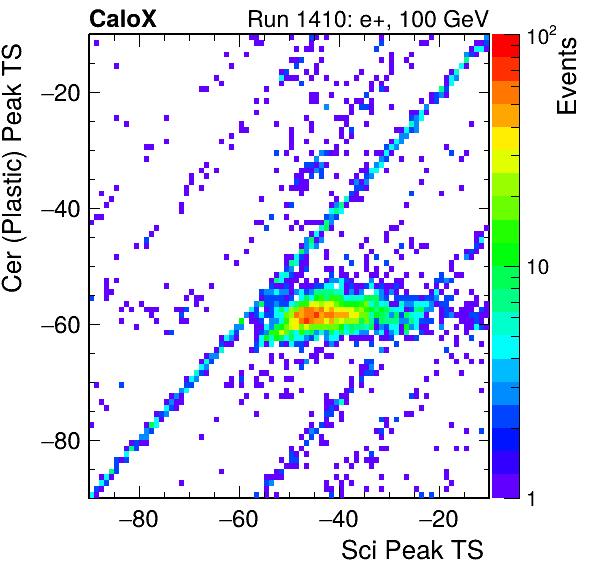 CaloX Run 1410: e+, 100 GeV
Cer (Plastic) Peak TS
−20
−40
−60
−80
−80 −60 −40 −20
Sci Peak TS
10²
10
1
Events